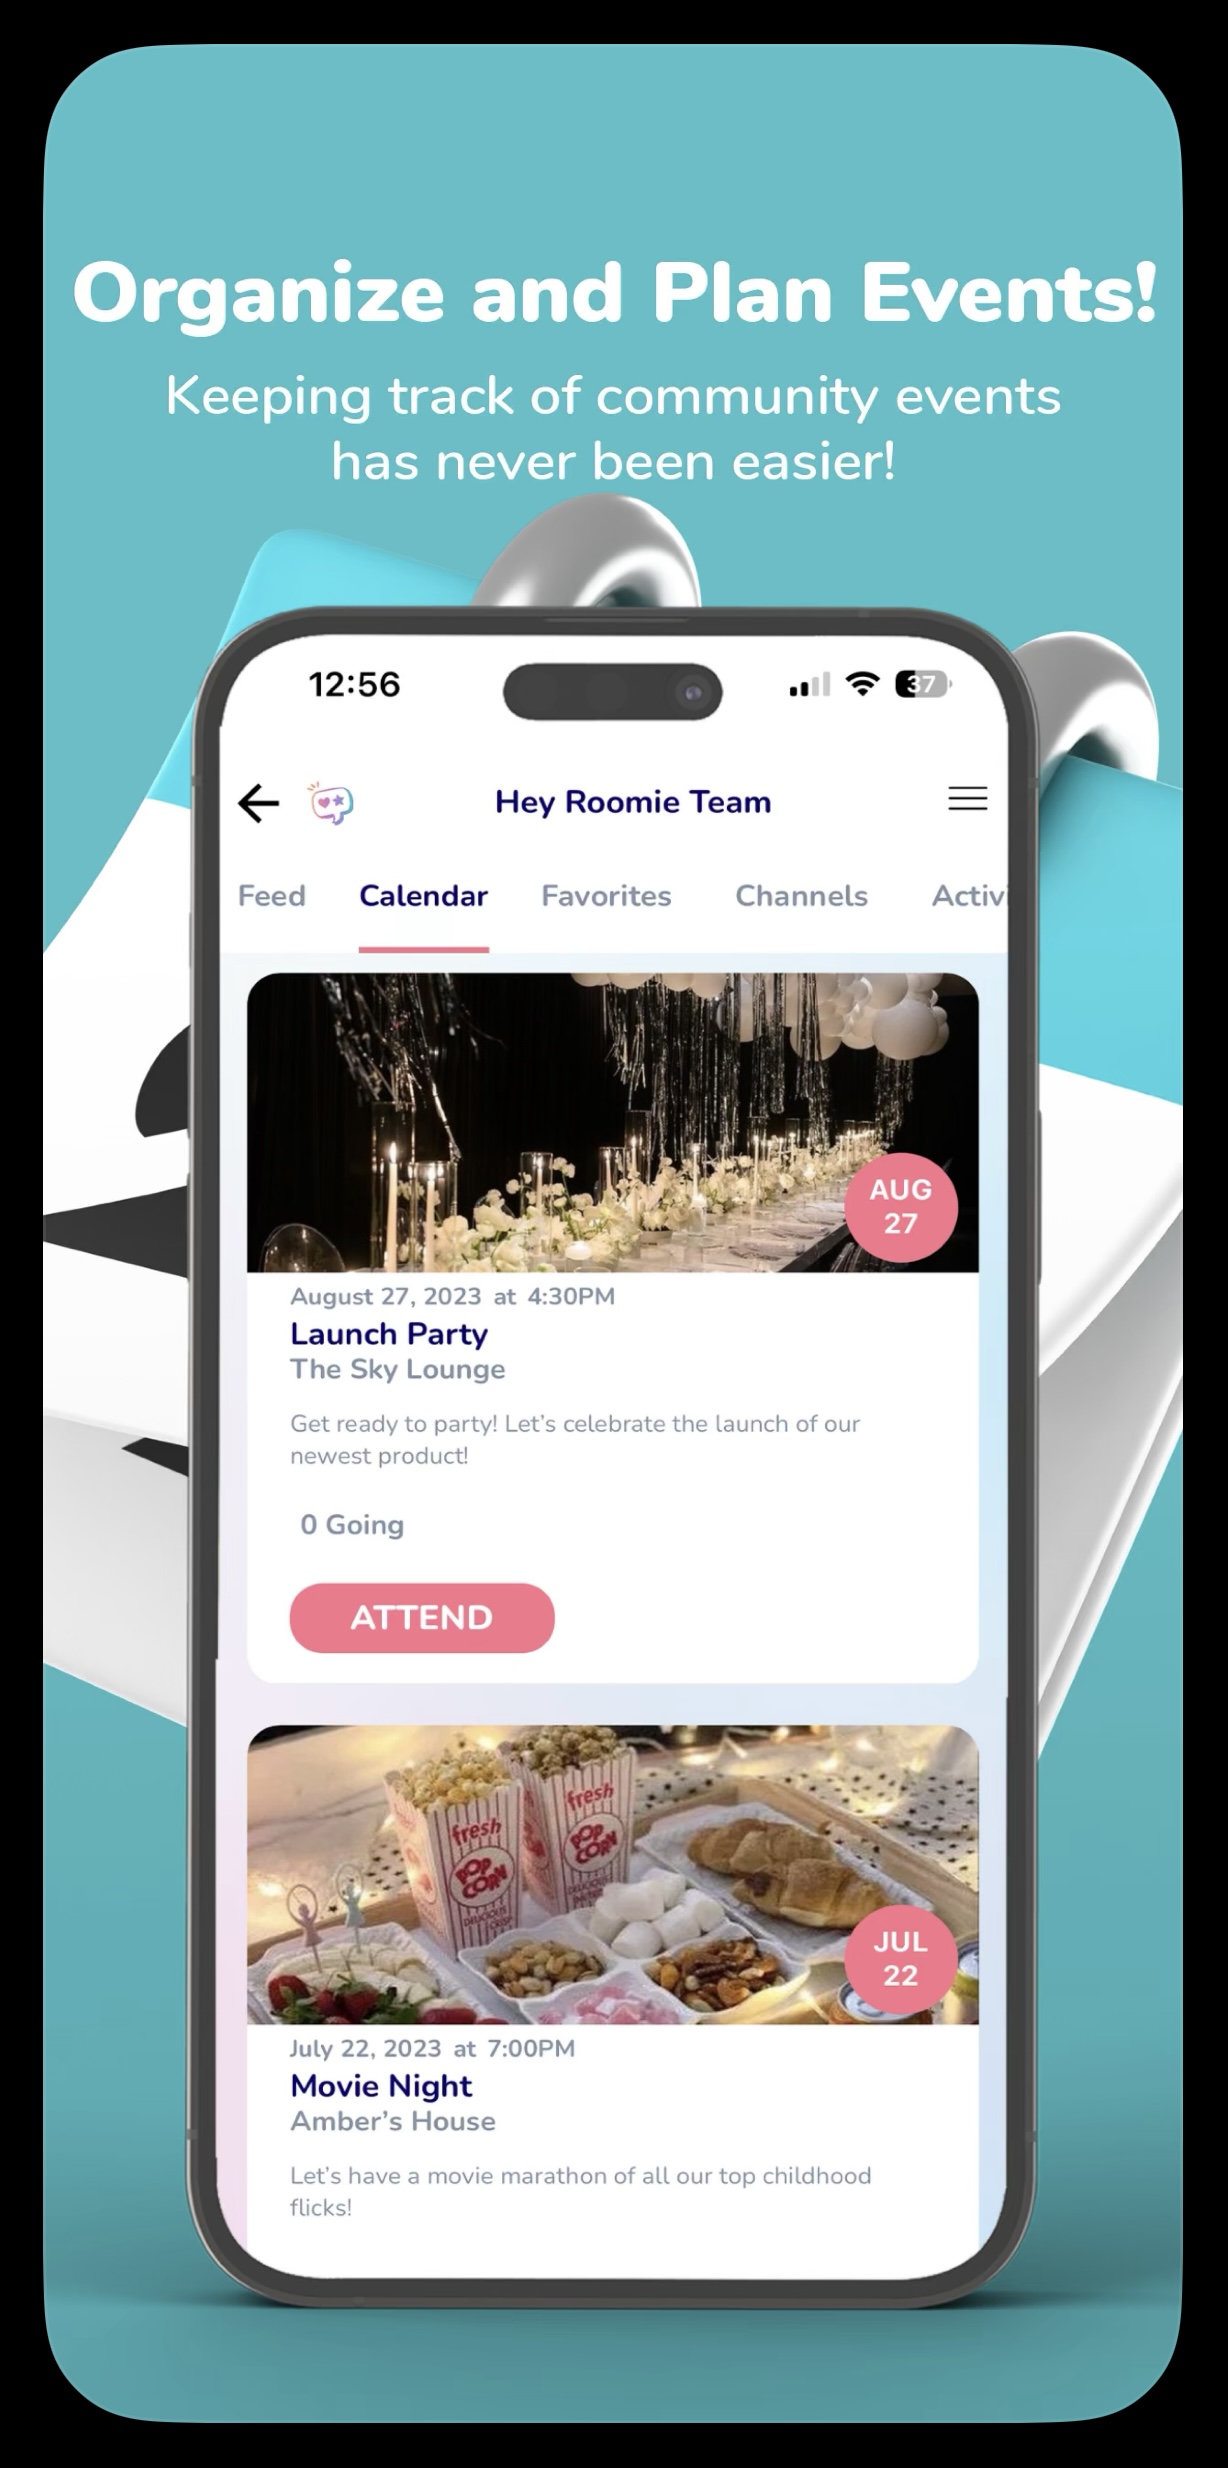 Organize and Plan Events!
Keeping track of community events
has never been easier!
12:56
37
Hey Roomie Team
Feed Calendar Favorites Channels Activi
AUG
27
August 27, 2023 at 4:30PM
Launch Party
The Sky Lounge
Get ready to party! Let's celebrate the launch of our
newest product!
0 Going
ATTEND
fresh
POP
CORN
DELICIOUS
CRISP
fresh
POP
CORN
DELICIOUS
JUL
22
July 22, 2023 at 7:00PM
Movie Night
Amber's House
Let's have a movie marathon of all our top childhood
flicks!